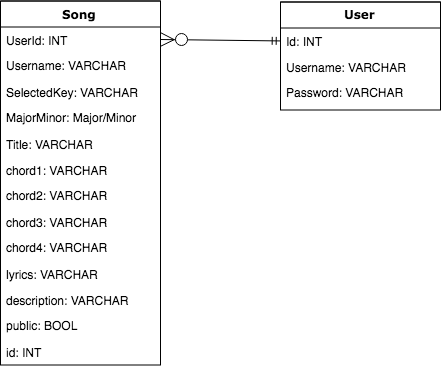 Song
UserId: INT
Username: VARCHAR
SelectedKey: VARCHAR
MajorMinor: Major/Minor
Title: VARCHAR
chord1: VARCHAR
chord2: VARCHAR
chord3: VARCHAR
chord4: VARCHAR
lyrics: VARCHAR
description: VARCHAR
public: BOOL
id: INT
User
Id: INT
Username: VARCHAR
Password: VARCHAR